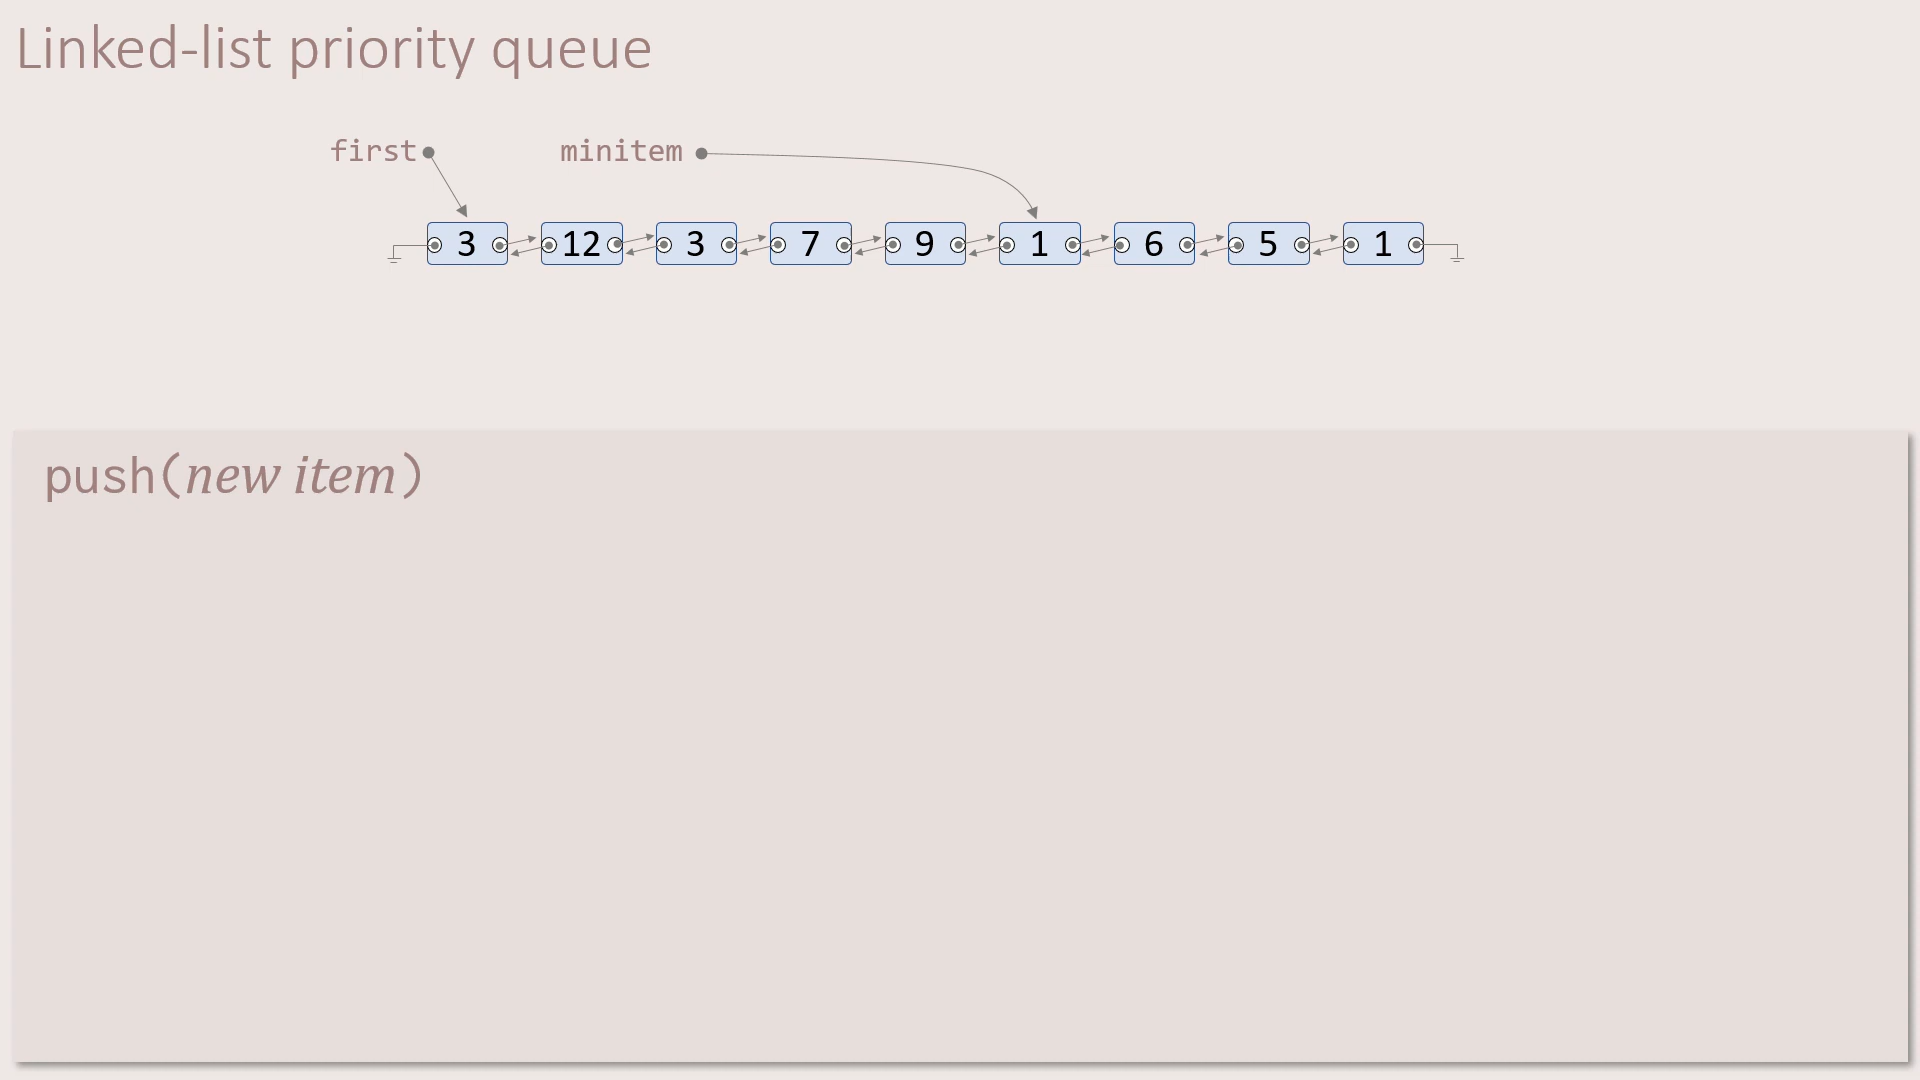 Linked-list priority queue
first minitem
3 12 3 7 9 1 6 5 1
push(new item)